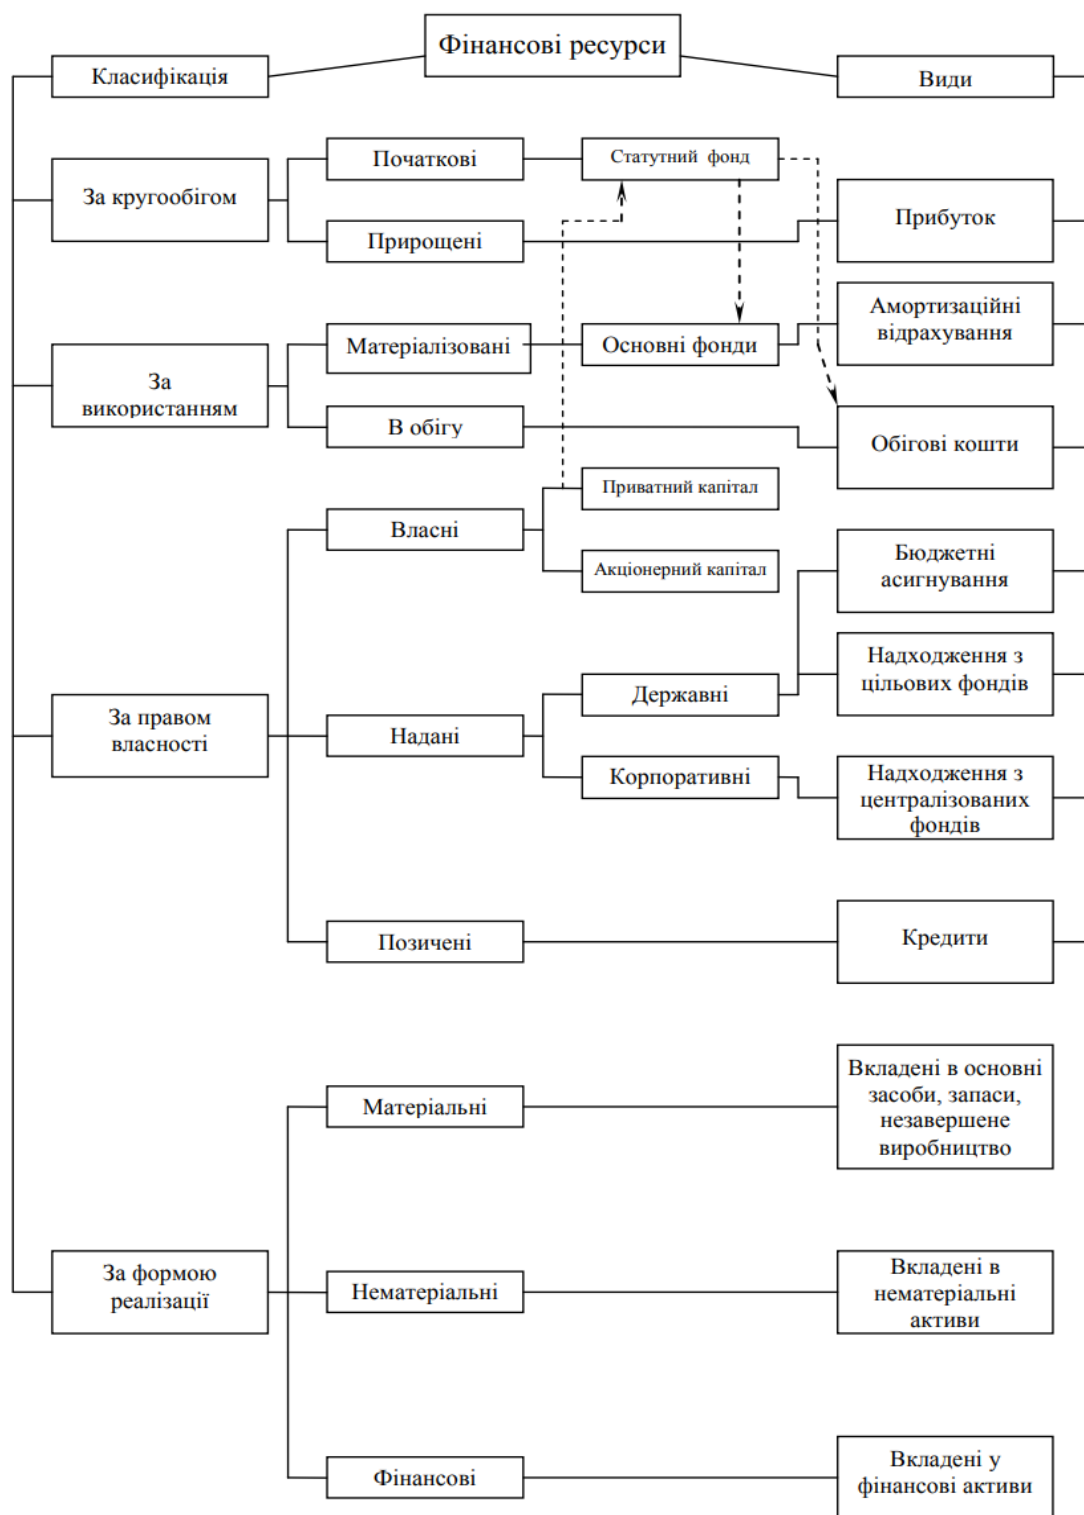 Фінансові ресурси
Класифікація
Види
Початкові
Статутний фонд
За кругообігом
Прирощені
Прибуток
Матеріалізовані
Основні фонди
Амортизаційні
відрахування
За
використанням
В обігу
Обігові кошти
Приватний капітал
Власні
Акціонерний капітал
Бюджетні
асигнування
Надходження з
цільових фондів
Державні
За правом
власності
Надані
Корпоративні
Надходження з
централізованих
фондів
Позичені
Кредити
Матеріальні
Вкладені в основні
засоби, запаси,
незавершене
виробництво
За формою
реалізації
Нематеріальні
Вкладені в
нематеріальні
активи
Фінансові
Вкладені у
фінансові активи